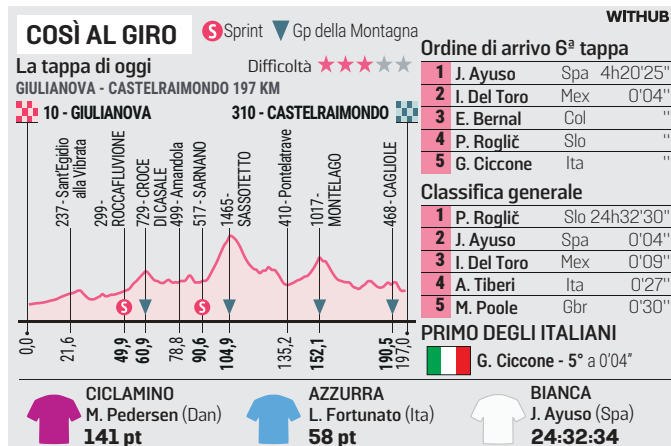 WITHUB
COSÌ AL GIRO
S Sprint Gp della Montagna
La tappa di oggi
Difficoltà
GIULIANOVA - CASTELRAIMONDO 197 KM
10 - GIULIANOVA
310 - CASTELRAIMONDO
237 - Sant'Egidio
alla Vibrata
299 -
ROCCAFLUVIONE
729 - CROCE
DI CASALE
499 - Amandola
517 - SARNANO
1465 -
SASSOTETTO
410 - Pontelatrave
1017 -
MONTELAGO
468 - CAGLIOLE
S
S
0,0
21,6
49,9
60,9
78,8
90,6
104,9
135,2
152,1
190,5
197,0
Ordine di arrivo 6ª tappa
1 J. Ayuso Spa 4h20'25"
2 I. Del Toro Mex 0'04"
3 E. Bernal Col "
4 P. Roglič Slo "
5 G. Ciccone Ita "
Classifica generale
1 P. Roglič Slo 24h32'30"
2 J. Ayuso Spa 0'04"
3 I. Del Toro Mex 0'09"
4 A. Tiberi Ita 0'27"
5 M. Poole Gbr 0'30"
PRIMO DEGLI ITALIANI
G. Ciccone - 5° a 0'04"
CICLAMINO
M. Pedersen (Dan)
141 pt
AZZURRA
L. Fortunato (Ita)
58 pt
BIANCA
J. Ayuso (Spa)
24:32:34